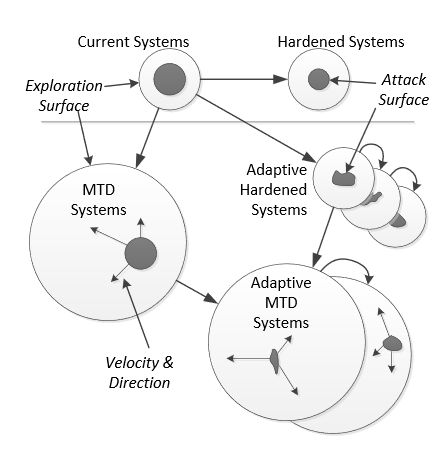 Current Systems
Hardened Systems
Exploration
Surface
Attack
Surface
MTD
Systems
Adaptive
Hardened
Systems
Adaptive
MTD
Systems
Velocity &
Direction